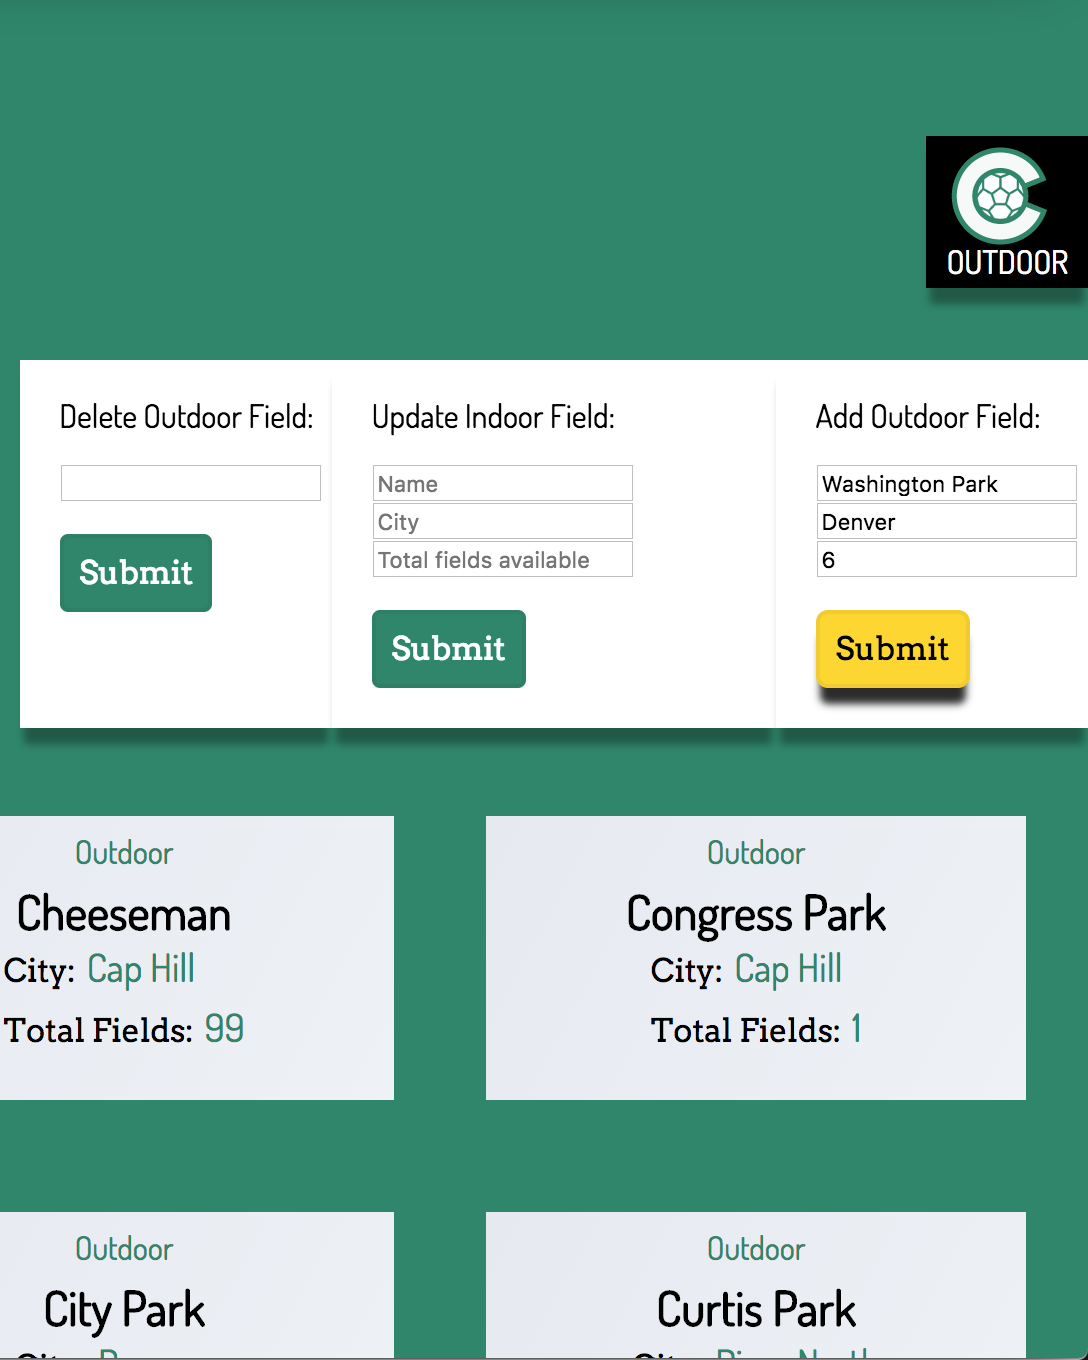 OUTDOOR
Delete Outdoor Field:
Submit
Update Indoor Field:
Name
City
Total fields available
Submit
Add Outdoor Field:
Washington Park
Denver
6
Submit
Outdoor
Cheeseman
City: Cap Hill
Total Fields: 99
Outdoor
Congress Park
City: Cap Hill
Total Fields: 1
Outdoor
City Park
Outdoor
Curtis Park